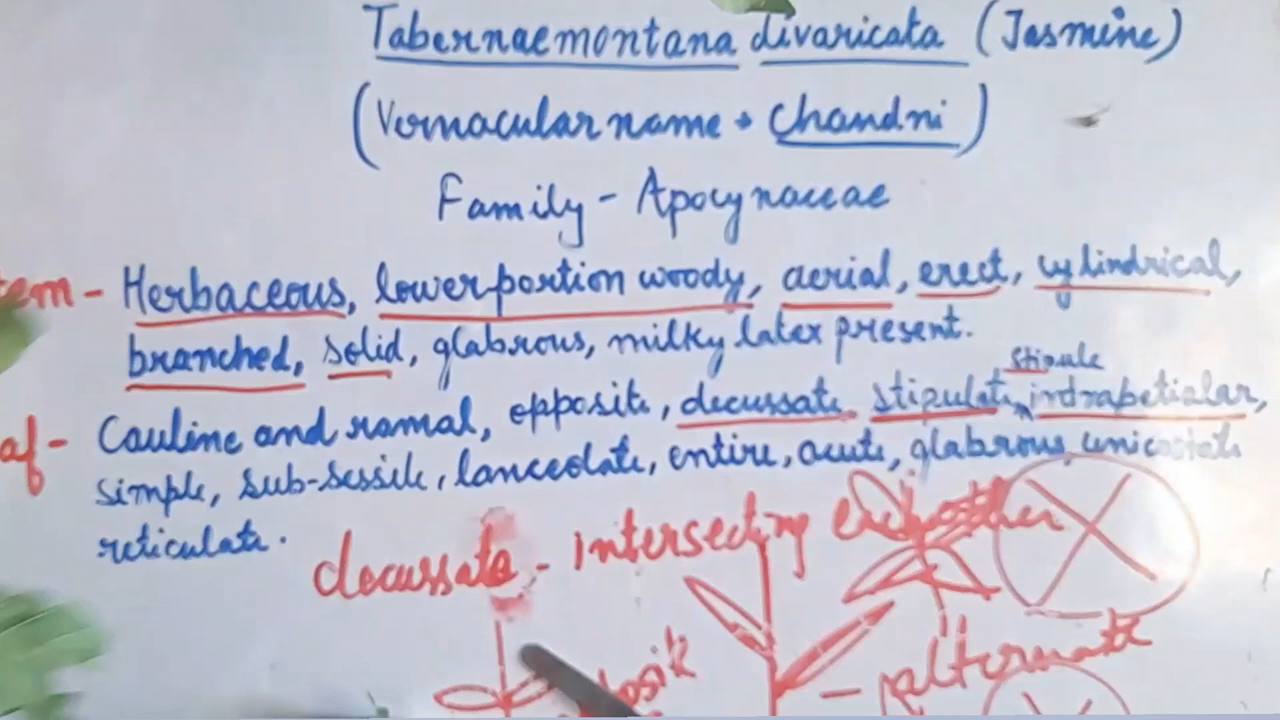 Tabernaemontana divaricata (Jasmine)
(Vernacular name → Chandni)
Family - Apocynaceae
tem - Herbaceous, lower portion woody, aerial, erect, cylindrical,
branched, solid, glabrous, milky latex present.
stipule
af - Cauline and ramal, opposite, decussate stipulate, intrapetiolar,
simple, sub-sessile, lanceolate, entire, acute, glabrous, unicostate
reticulate.
decussate - intersecting each other
- alternate